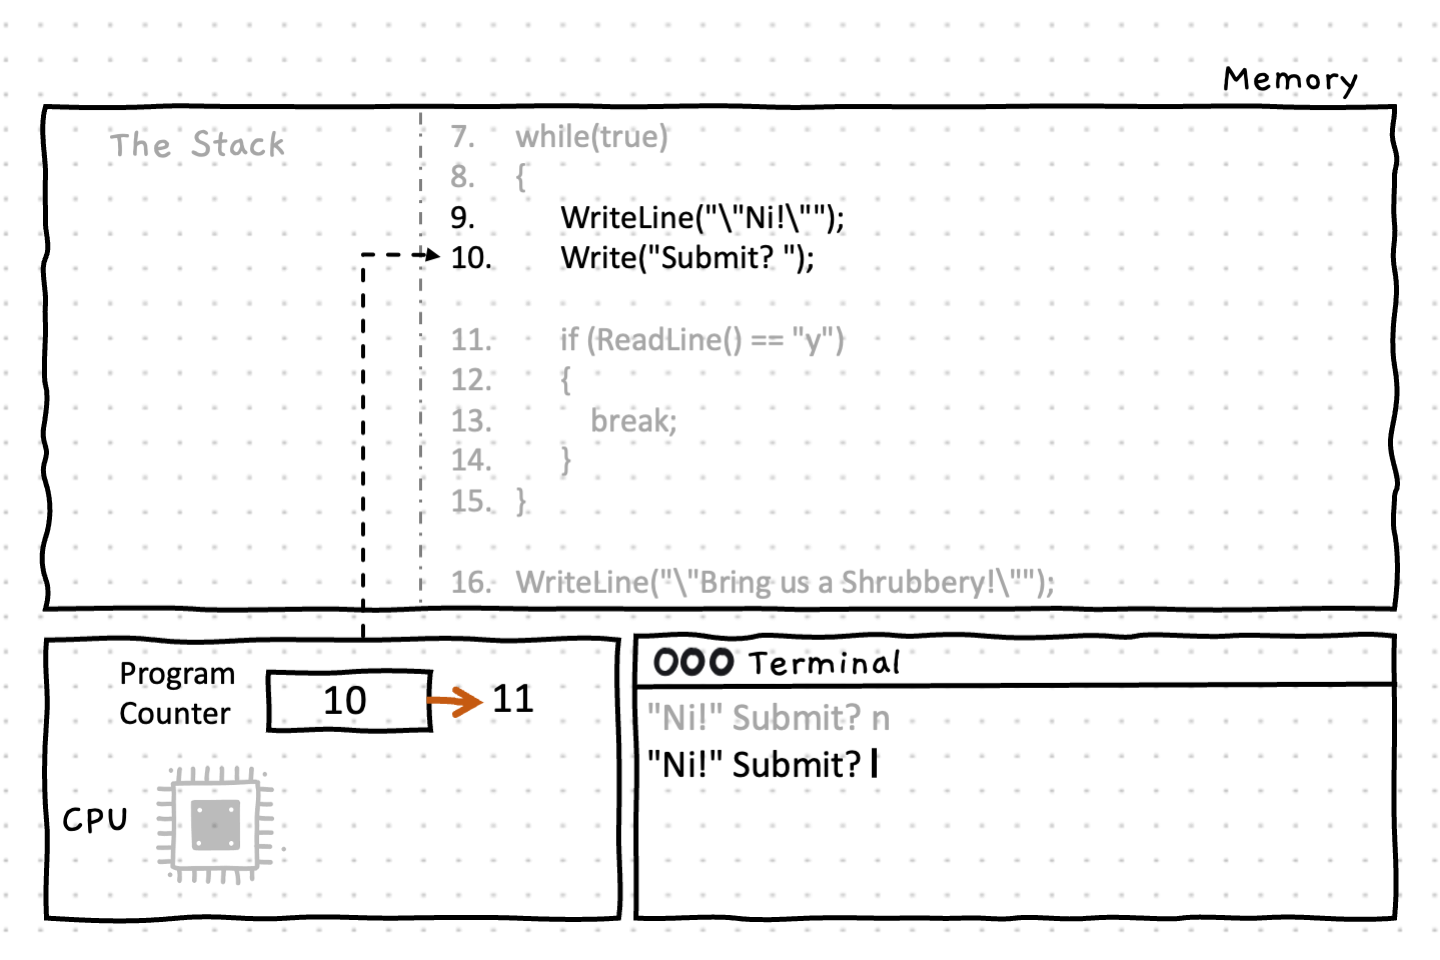 Memory
The Stack
7. while(true)
8. {
9. WriteLine("\"Ni!\"");
10. Write("Submit? ");
11. if (ReadLine() == "y")
12. {
13. break;
14. }
15. }
16. WriteLine("\"Bring us a Shrubbery!\"");
Program
Counter
10
11
CPU
OOO Terminal
"Ni!" Submit? n
"Ni!" Submit? |